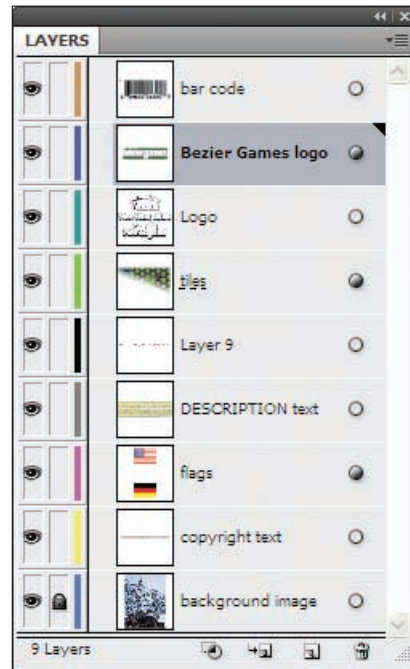 LAYERS
bar code
Bezier Games logo
Logo
tiles
Layer 9
DESCRIPTION text
flags
copyright text
background image
9 Layers